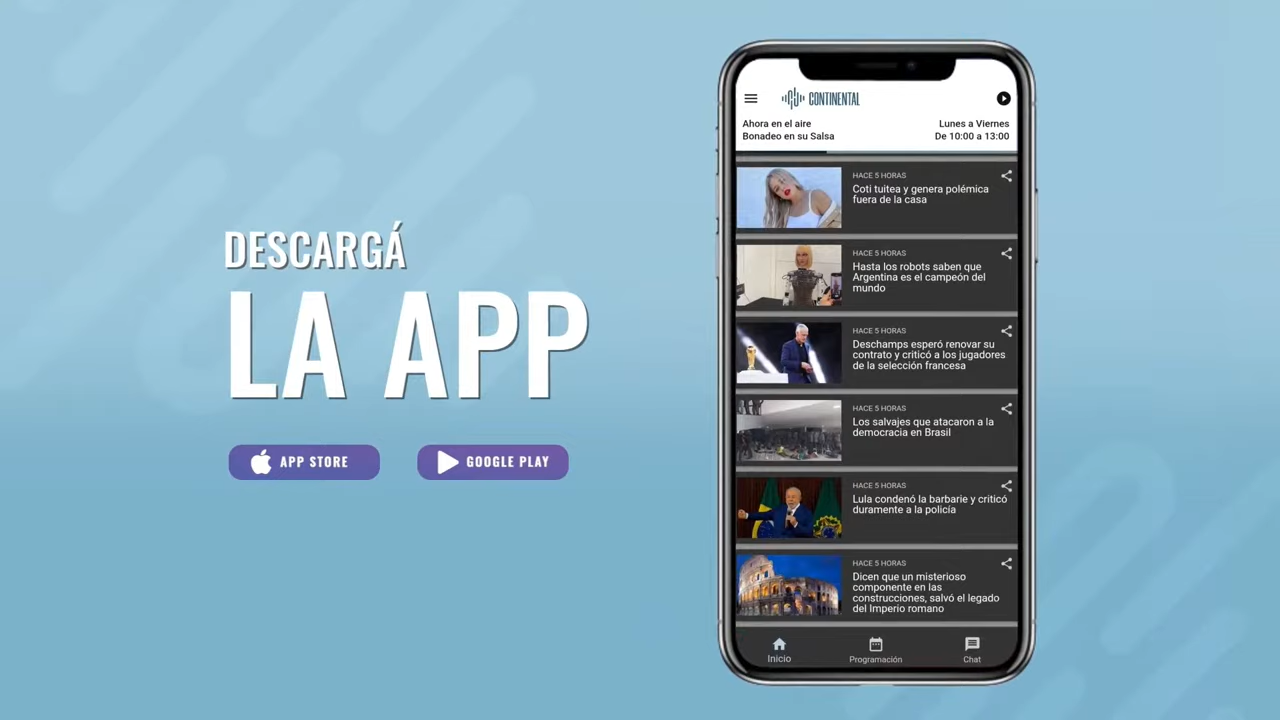 DESCARGÁ
LA APP
APP STORE
GOOGLE PLAY
CONTINENTAL
Ahora en el aire
Bonadeo en su Salsa
Lunes a Viernes
De 10:00 a 13:00
HACE 5 HORAS
Coti tuitea y genera polémica
fuera de la casa
HACE 5 HORAS
Hasta los robots saben que
Argentina es el campeón del
mundo
HACE 5 HORAS
Deschamps esperó renovar su
contrato y criticó a los jugadores
de la selección francesa
HACE 5 HORAS
Los salvajes que atacaron a la
democracia en Brasil
HACE 5 HORAS
Lula condenó la barbarie y criticó
duramente a la policía
HACE 5 HORAS
Dicen que un misterioso
componente en las
construcciones, salvó el legado
del Imperio romano
Inicio
Programación
Chat